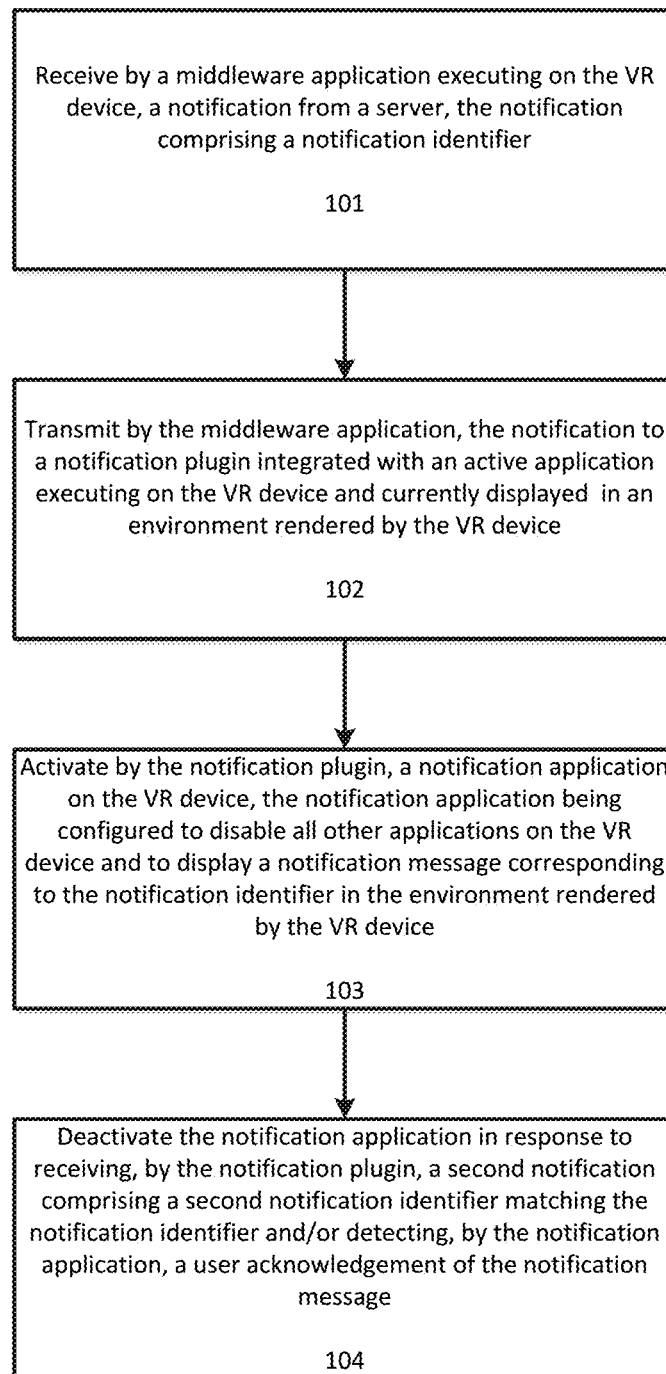 Receive by a middleware application executing on the VR
device, a notification from a server, the notification
comprising a notification identifier
101
Transmit by the middleware application, the notification to
a notification plugin integrated with an active application
executing on the VR device and currently displayed in an
environment rendered by the VR device
102
Activate by the notification plugin, a notification application
on the VR device, the notification application being
configured to disable all other applications on the VR
device and to display a notification message corresponding
to the notification identifier in the environment rendered
by the VR device
103
Deactivate the notification application in response to
receiving, by the notification plugin, a second notification
comprising a second notification identifier matching the
notification identifier and/or detecting, by the notification
application, a user acknowledgement of the notification
message
104